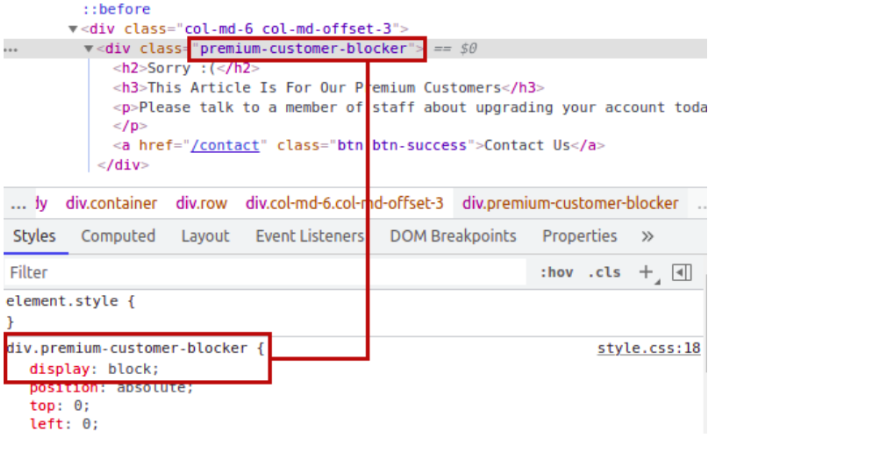 ::before
▼<div class="col-md-6 col-md-offset-3">
… ▼<div class="premium-customer-blocker"> == $0
<h2>Sorry :(</h2>
<h3>This Article Is For Our Premium Customers</h3>
<p>Please talk to a member of staff about upgrading your account toda
</p>
<a href="/contact" class="btn btn-success">Contact Us</a>
</div>
… dy div.container div.row div.col-md-6.col-md-offset-3 div.premium-customer-blocker ..
Styles Computed Layout Event Listeners DOM Breakpoints Properties »
Filter :hov .cls +
element.style {
}
div.premium-customer-blocker { style.css:18
display: block;
position: absolute;
top: 0;
left: 0;